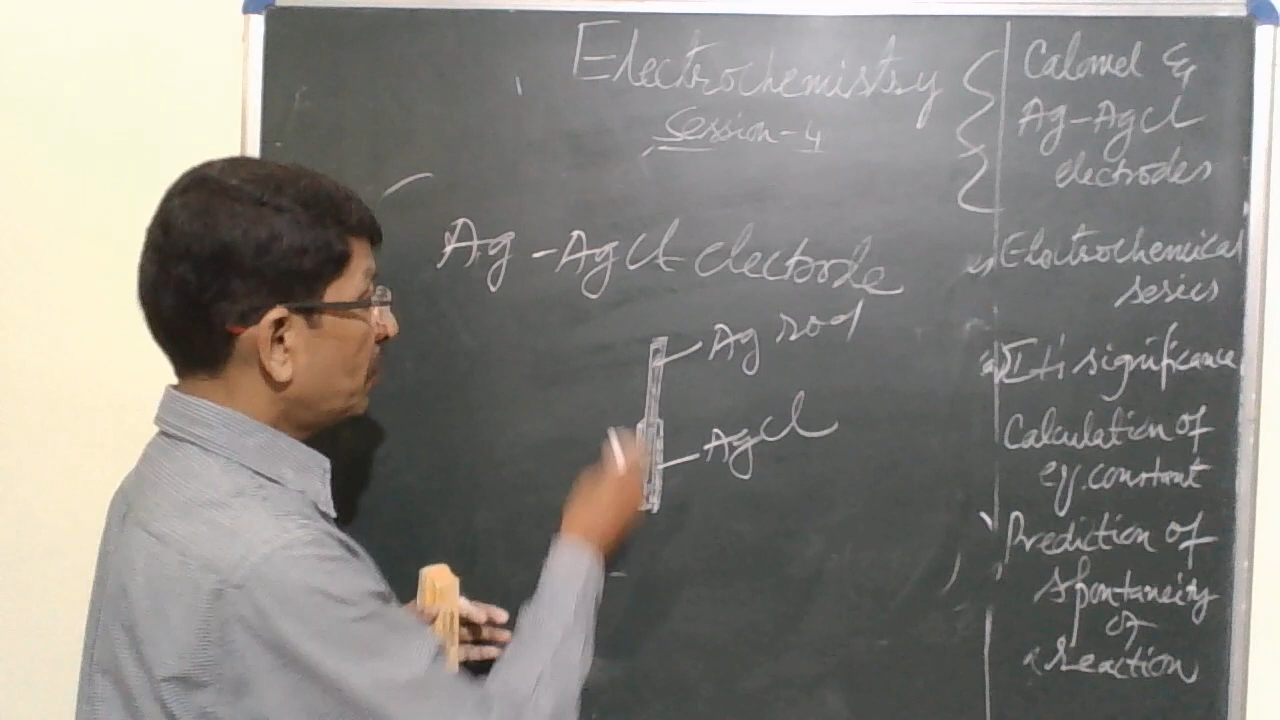 Electrochemistry
Session-4
Ag-AgCl electrode
Ag rod
AgCl
Calomel &
Ag-AgCl
electrodes
Electrochemical
series
It's significance
Calculation of
eq. constant
Prediction of
spontaneity
of
reaction